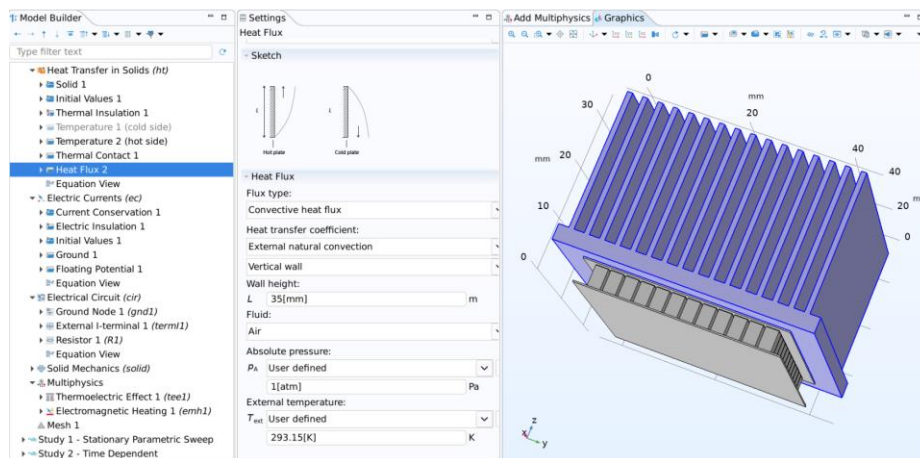 Model Builder
Type filter text
Heat Transfer in Solids (ht)
Solid 1
Initial Values 1
Thermal Insulation 1
Temperature 1 (cold side)
Temperature 2 (hot side)
Thermal Contact 1
Heat Flux 2
Equation View
Electric Currents (ec)
Current Conservation 1
Electric Insulation 1
Initial Values 1
Ground 1
Floating Potential 1
Equation View
Electrical Circuit (cir)
Ground Node 1 (gnd1)
External I-terminal 1 (termI1)
Resistor 1 (R1)
Equation View
Solid Mechanics (solid)
Multiphysics
Thermoelectric Effect 1 (tee1)
Electromagnetic Heating 1 (emh1)
Mesh 1
Study 1 - Stationary Parametric Sweep
Study 2 - Time Dependent
Settings
Heat Flux
Sketch
L
L
Hot plate
Cold plate
Heat Flux
Flux type:
Convective heat flux
Heat transfer coefficient:
External natural convection
Vertical wall
Wall height:
L 35[mm] m
Fluid:
Air
Absolute pressure:
pA User defined
1[atm] Pa
External temperature:
Text User defined
293.15[K] K
Add Multiphysics Graphics
0
30
mm
20
mm
20
40
10
40
20 m
0
0
z
x
y